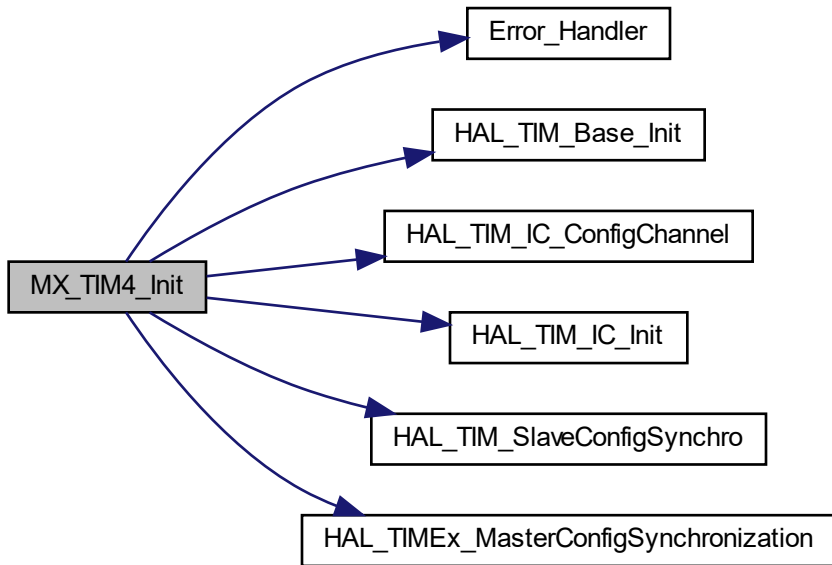 Error_Handler
HAL_TIM_Base_Init
HAL_TIM_IC_ConfigChannel
MX_TIM4_Init
HAL_TIM_IC_Init
HAL_TIM_SlaveConfigSynchro
HAL_TIMEx_MasterConfigSynchronization